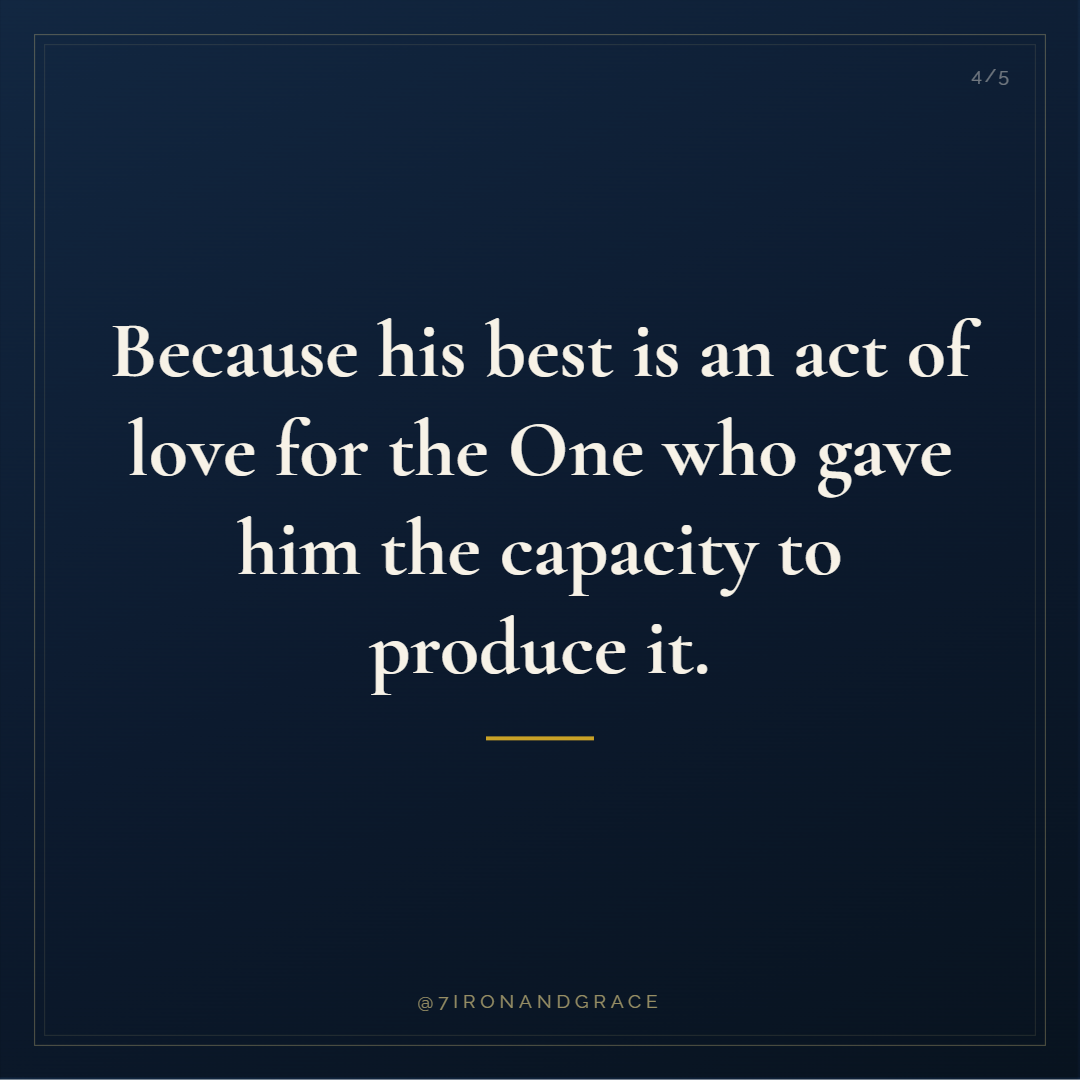 4/5
Because his best is an act of
love for the One who gave
him the capacity to
produce it.
@7IRONANDGRACE